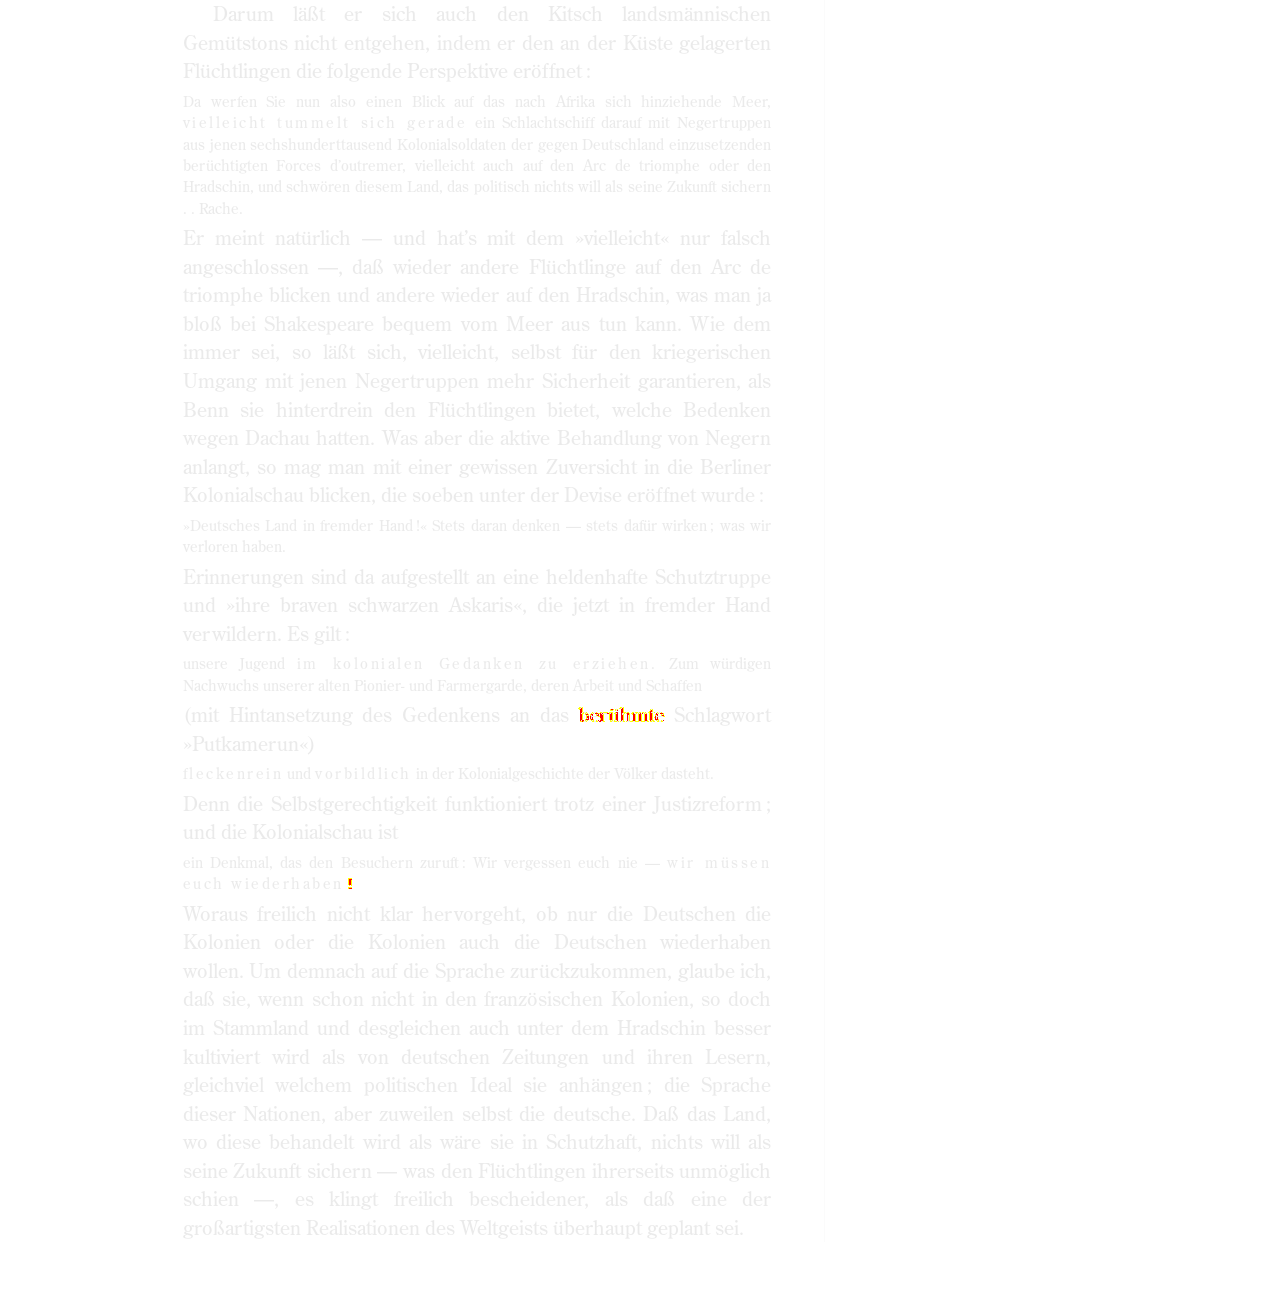 Darum läßt er sich auch den Kitsch landsmännischen
Gemütstons nicht entgehen, indem er den an der Küste gelagerten
Flüchtlingen die folgende Perspektive eröffnet :
Da werfen Sie nun also einen Blick auf das nach Afrika sich hinziehende Meer,
vielleicht tummelt sich gerade ein Schlachtschiff darauf mit Negertruppen
aus jenen sechshunderttausend Kolonialsoldaten der gegen Deutschland einzusetzenden
berüchtigten Forces d'outremer, vielleicht auch auf den Arc de triomphe oder den
Hradschin, und schwören diesem Land, das politisch nichts will als seine Zukunft sichern
. . Rache.
Er meint natürlich — und hat's mit dem »vielleicht« nur falsch
angeschlossen —, daß wieder andere Flüchtlinge auf den Arc de
triomphe blicken und andere wieder auf den Hradschin, was man ja
bloß bei Shakespeare bequem vom Meer aus tun kann. Wie dem
immer sei, so läßt sich, vielleicht, selbst für den kriegerischen
Umgang mit jenen Negertruppen mehr Sicherheit garantieren, als
Benn sie hinterdrein den Flüchtlingen bietet, welche Bedenken
wegen Dachau hatten. Was aber die aktive Behandlung von Negern
anlangt, so mag man mit einer gewissen Zuversicht in die Berliner
Kolonialschau blicken, die soeben unter der Devise eröffnet wurde :
»Deutsches Land in fremder Hand !« Stets daran denken — stets dafür wirken ; was wir
verloren haben.
Erinnerungen sind da aufgestellt an eine heldenhafte Schutztruppe
und »ihre braven schwarzen Askaris«, die jetzt in fremder Hand
verwildern. Es gilt :
unsere Jugend im kolonialen Gedanken zu erziehen. Zum würdigen
Nachwuchs unserer alten Pionier- und Farmergarde, deren Arbeit und Schaffen
(mit Hintansetzung des Gedenkens an das berühmte Schlagwort
»Putkamerun«)
fleckenrein und vorbildlich in der Kolonialgeschichte der Völker dasteht.
Denn die Selbstgerechtigkeit funktioniert trotz einer Justizreform ;
und die Kolonialschau ist
ein Denkmal, das den Besuchern zuruft : Wir vergessen euch nie — wir müssen
euch wiederhaben !
Woraus freilich nicht klar hervorgeht, ob nur die Deutschen die
Kolonien oder die Kolonien auch die Deutschen wiederhaben
wollen. Um demnach auf die Sprache zurückzukommen, glaube ich,
daß sie, wenn schon nicht in den französischen Kolonien, so doch
im Stammland und desgleichen auch unter dem Hradschin besser
kultiviert wird als von deutschen Zeitungen und ihren Lesern,
gleichviel welchem politischen Ideal sie anhängen ; die Sprache
dieser Nationen, aber zuweilen selbst die deutsche. Daß das Land,
wo diese behandelt wird als wäre sie in Schutzhaft, nichts will als
seine Zukunft sichern — was den Flüchtlingen ihrerseits unmöglich
schien —, es klingt freilich bescheidener, als daß eine der
großartigsten Realisationen des Weltgeists überhaupt geplant sei.